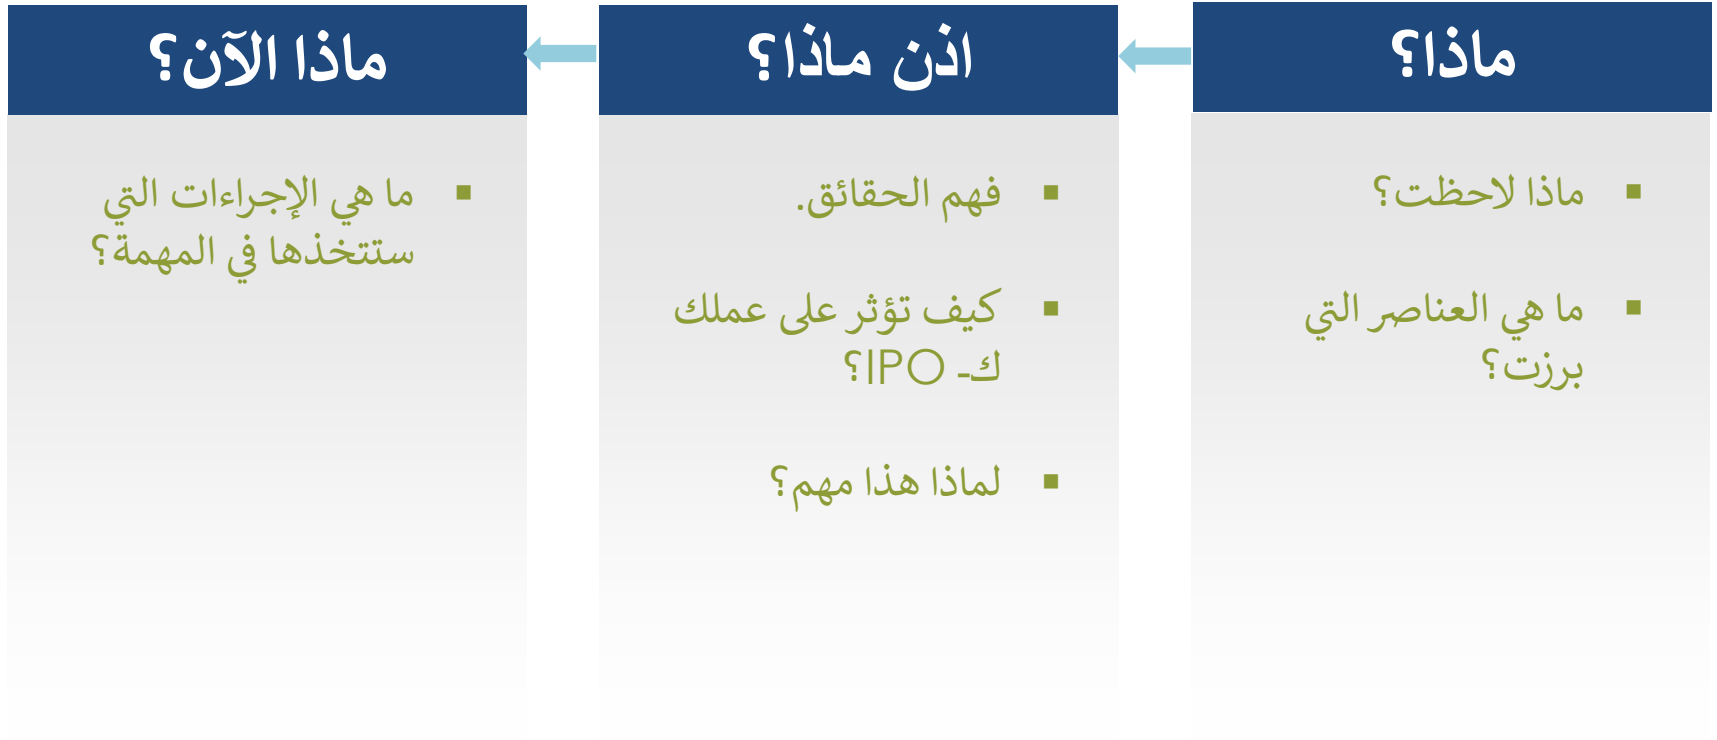 ماذا؟
ماذا لاحظت؟
ما هي العناصر التي
برزت؟
اذن ماذا؟
فهم الحقائق.
كيف تؤثر على عملك
ك- IPO؟
لماذا هذا مهم؟
ماذا الآن؟
ما هي الإجراءات التي
ستتخذها في المهمة؟